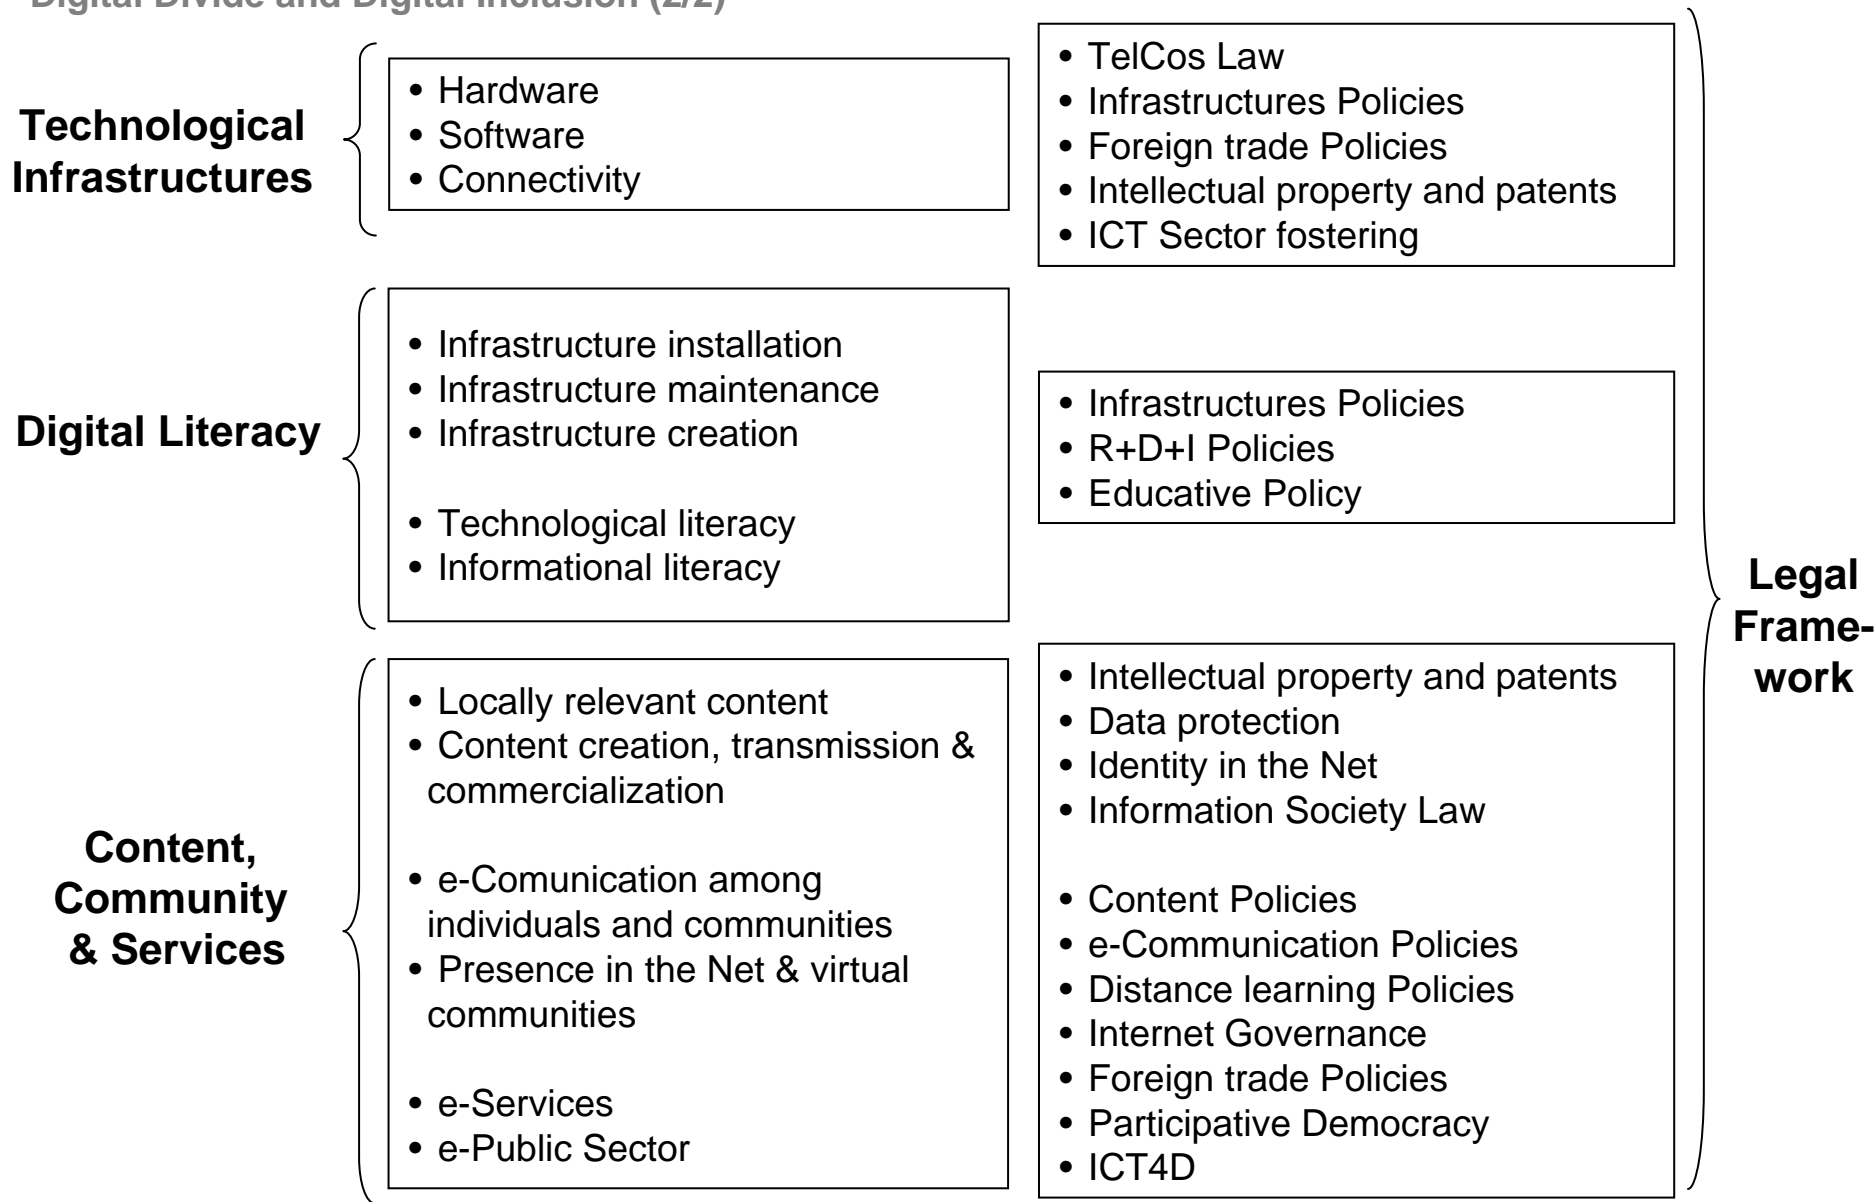 Digital Divide and Digital Inclusion (2/2)
Technological
Infrastructures
• Hardware
• Software
• Connectivity
• TelCos Law
• Infrastructures Policies
• Foreign trade Policies
• Intellectual property and patents
• ICT Sector fostering
Digital Literacy
• Infrastructure installation
• Infrastructure maintenance
• Infrastructure creation
• Technological literacy
• Informational literacy
• Infrastructures Policies
• R+D+I Policies
• Educative Policy
Content,
Community
& Services
• Locally relevant content
• Content creation, transmission &
commercialization
• e-Comunication among
individuals and communities
• Presence in the Net & virtual
communities
• e-Services
• e-Public Sector
• Intellectual property and patents
• Data protection
• Identity in the Net
• Information Society Law
• Content Policies
• e-Communication Policies
• Distance learning Policies
• Internet Governance
• Foreign trade Policies
• Participative Democracy
• ICT4D
Legal
Frame-
work